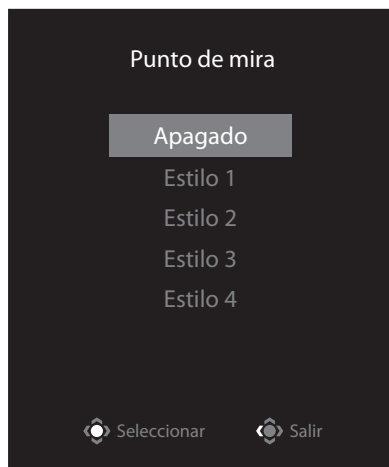 Punto de mira
Apagado
Estilo 1
Estilo 2
Estilo 3
Estilo 4
Seleccionar Salir